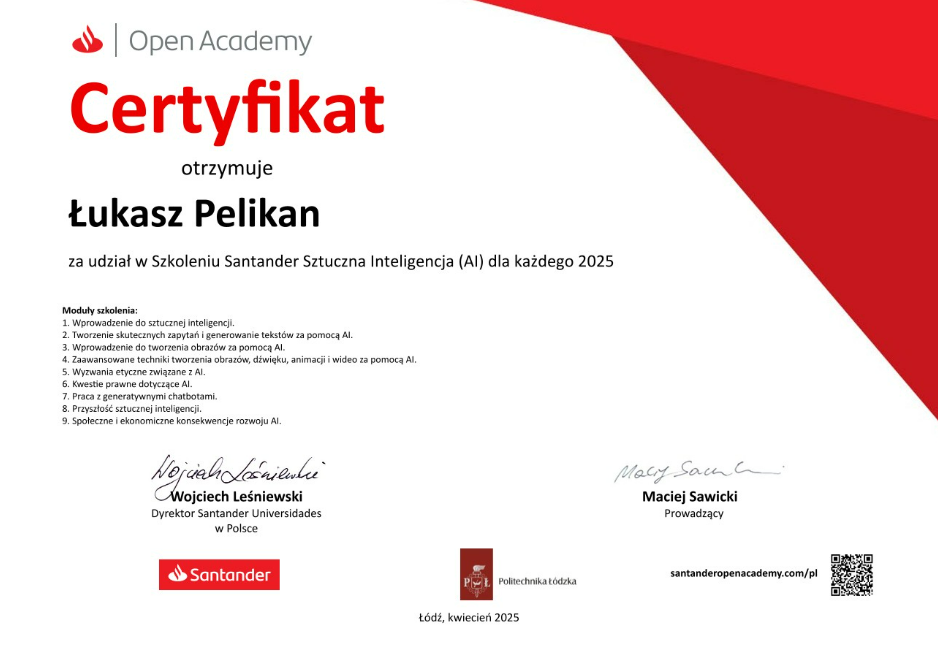 Open Academy
Certyfikat
otrzymuje
Łukasz Pelikan
za udział w Szkoleniu Santander Sztuczna Inteligencja (AI) dla każdego 2025
Moduły szkolenia:
1. Wprowadzenie do sztucznej inteligencji.
2. Tworzenie skutecznych zapytań i generowanie tekstów za pomocą AI.
3. Wprowadzenie do tworzenia obrazów za pomocą AI.
4. Zaawansowane techniki tworzenia obrazów, dźwięku, animacji i wideo za pomocą AI.
5. Wyzwania etyczne związane z AI.
6. Kwestie prawne dotyczące AI.
7. Praca z generatywnymi chatbotami.
8. Przyszłość sztucznej inteligencji.
9. Społeczne i ekonomiczne konsekwencje rozwoju AI.
Wojciech Leśniewski
Wojciech Leśniewski
Dyrektor Santander Universidades
w Polsce
Maciej Sawicki
Prowadzący
Santander
P Ł
Politechnika Łódzka
santanderopenacademy.com/pl
Łódź, kwiecień 2025